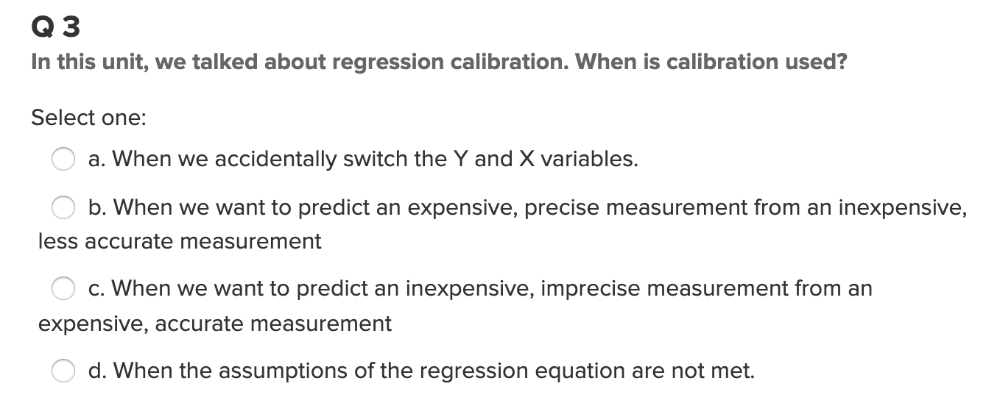 Q 3
In this unit, we talked about regression calibration. When is calibration used?
Select one:
a. When we accidentally switch the Y and X variables.
b. When we want to predict an expensive, precise measurement from an inexpensive,
less accurate measurement
c. When we want to predict an inexpensive, imprecise measurement from an
expensive, accurate measurement
d. When the assumptions of the regression equation are not met.